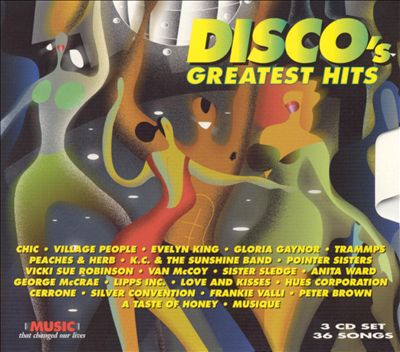 DISCO's
GREATEST HITS
CHIC • VILLAGE PEOPLE • EVELYN KING • GLORIA GAYNOR • TRAMMPS
PEACHES & HERB • K.C. & THE SUNSHINE BAND • POINTER SISTERS
VICKI SUE ROBINSON • VAN McCOY • SISTER SLEDGE • ANITA WARD
GEORGE McCRAE • LIPPS INC. • LOVE AND KISSES • HUES CORPORATION
CERRONE • SILVER CONVENTION • FRANKIE VALLI • PETER BROWN
A TASTE OF HONEY • MUSIQUE
MUSIC
that changed our lives
3 CD SET
36 SONGS